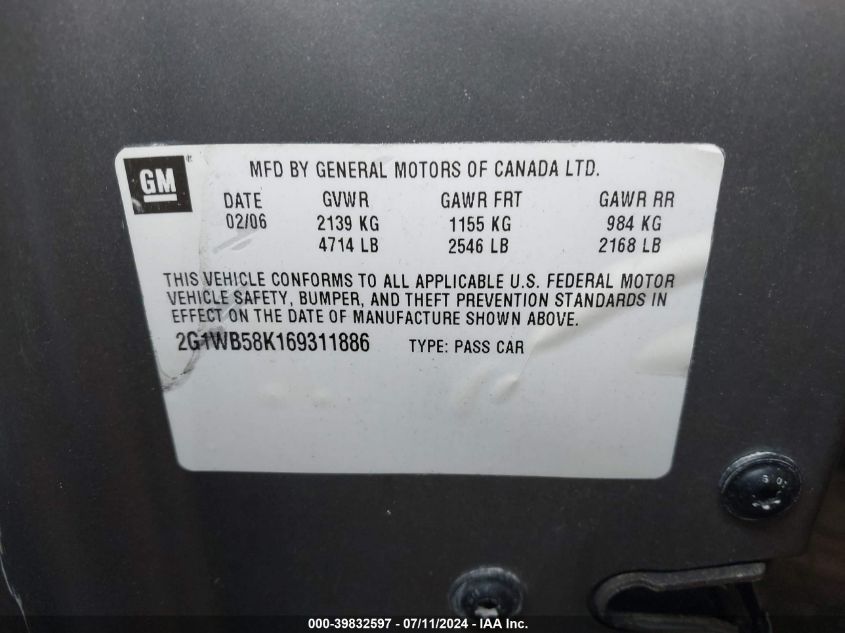 GM
MFD BY GENERAL MOTORS OF CANADA LTD.
DATE GVWR GAWR FRT GAWR RR
02/06 2139 KG 1155 KG 984 KG
4714 LB 2546 LB 2168 LB
THIS VEHICLE CONFORMS TO ALL APPLICABLE U.S. FEDERAL MOTOR
VEHICLE SAFETY, BUMPER, AND THEFT PREVENTION STANDARDS IN
EFFECT ON THE DATE OF MANUFACTURE SHOWN ABOVE.
2G1WB58K169311886 TYPE: PASS CAR
000-39832597 - 07/11/2024 - IAA Inc.